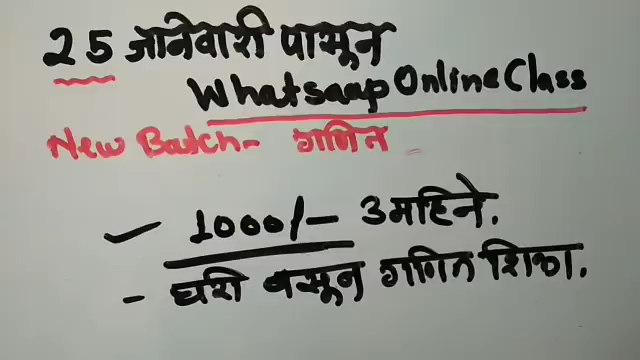 25 जानेवारी पासून
Whatsaap Online Class
New Batch- गणित
1000/- 3महिने.
- घरी बसून गणित शिका.